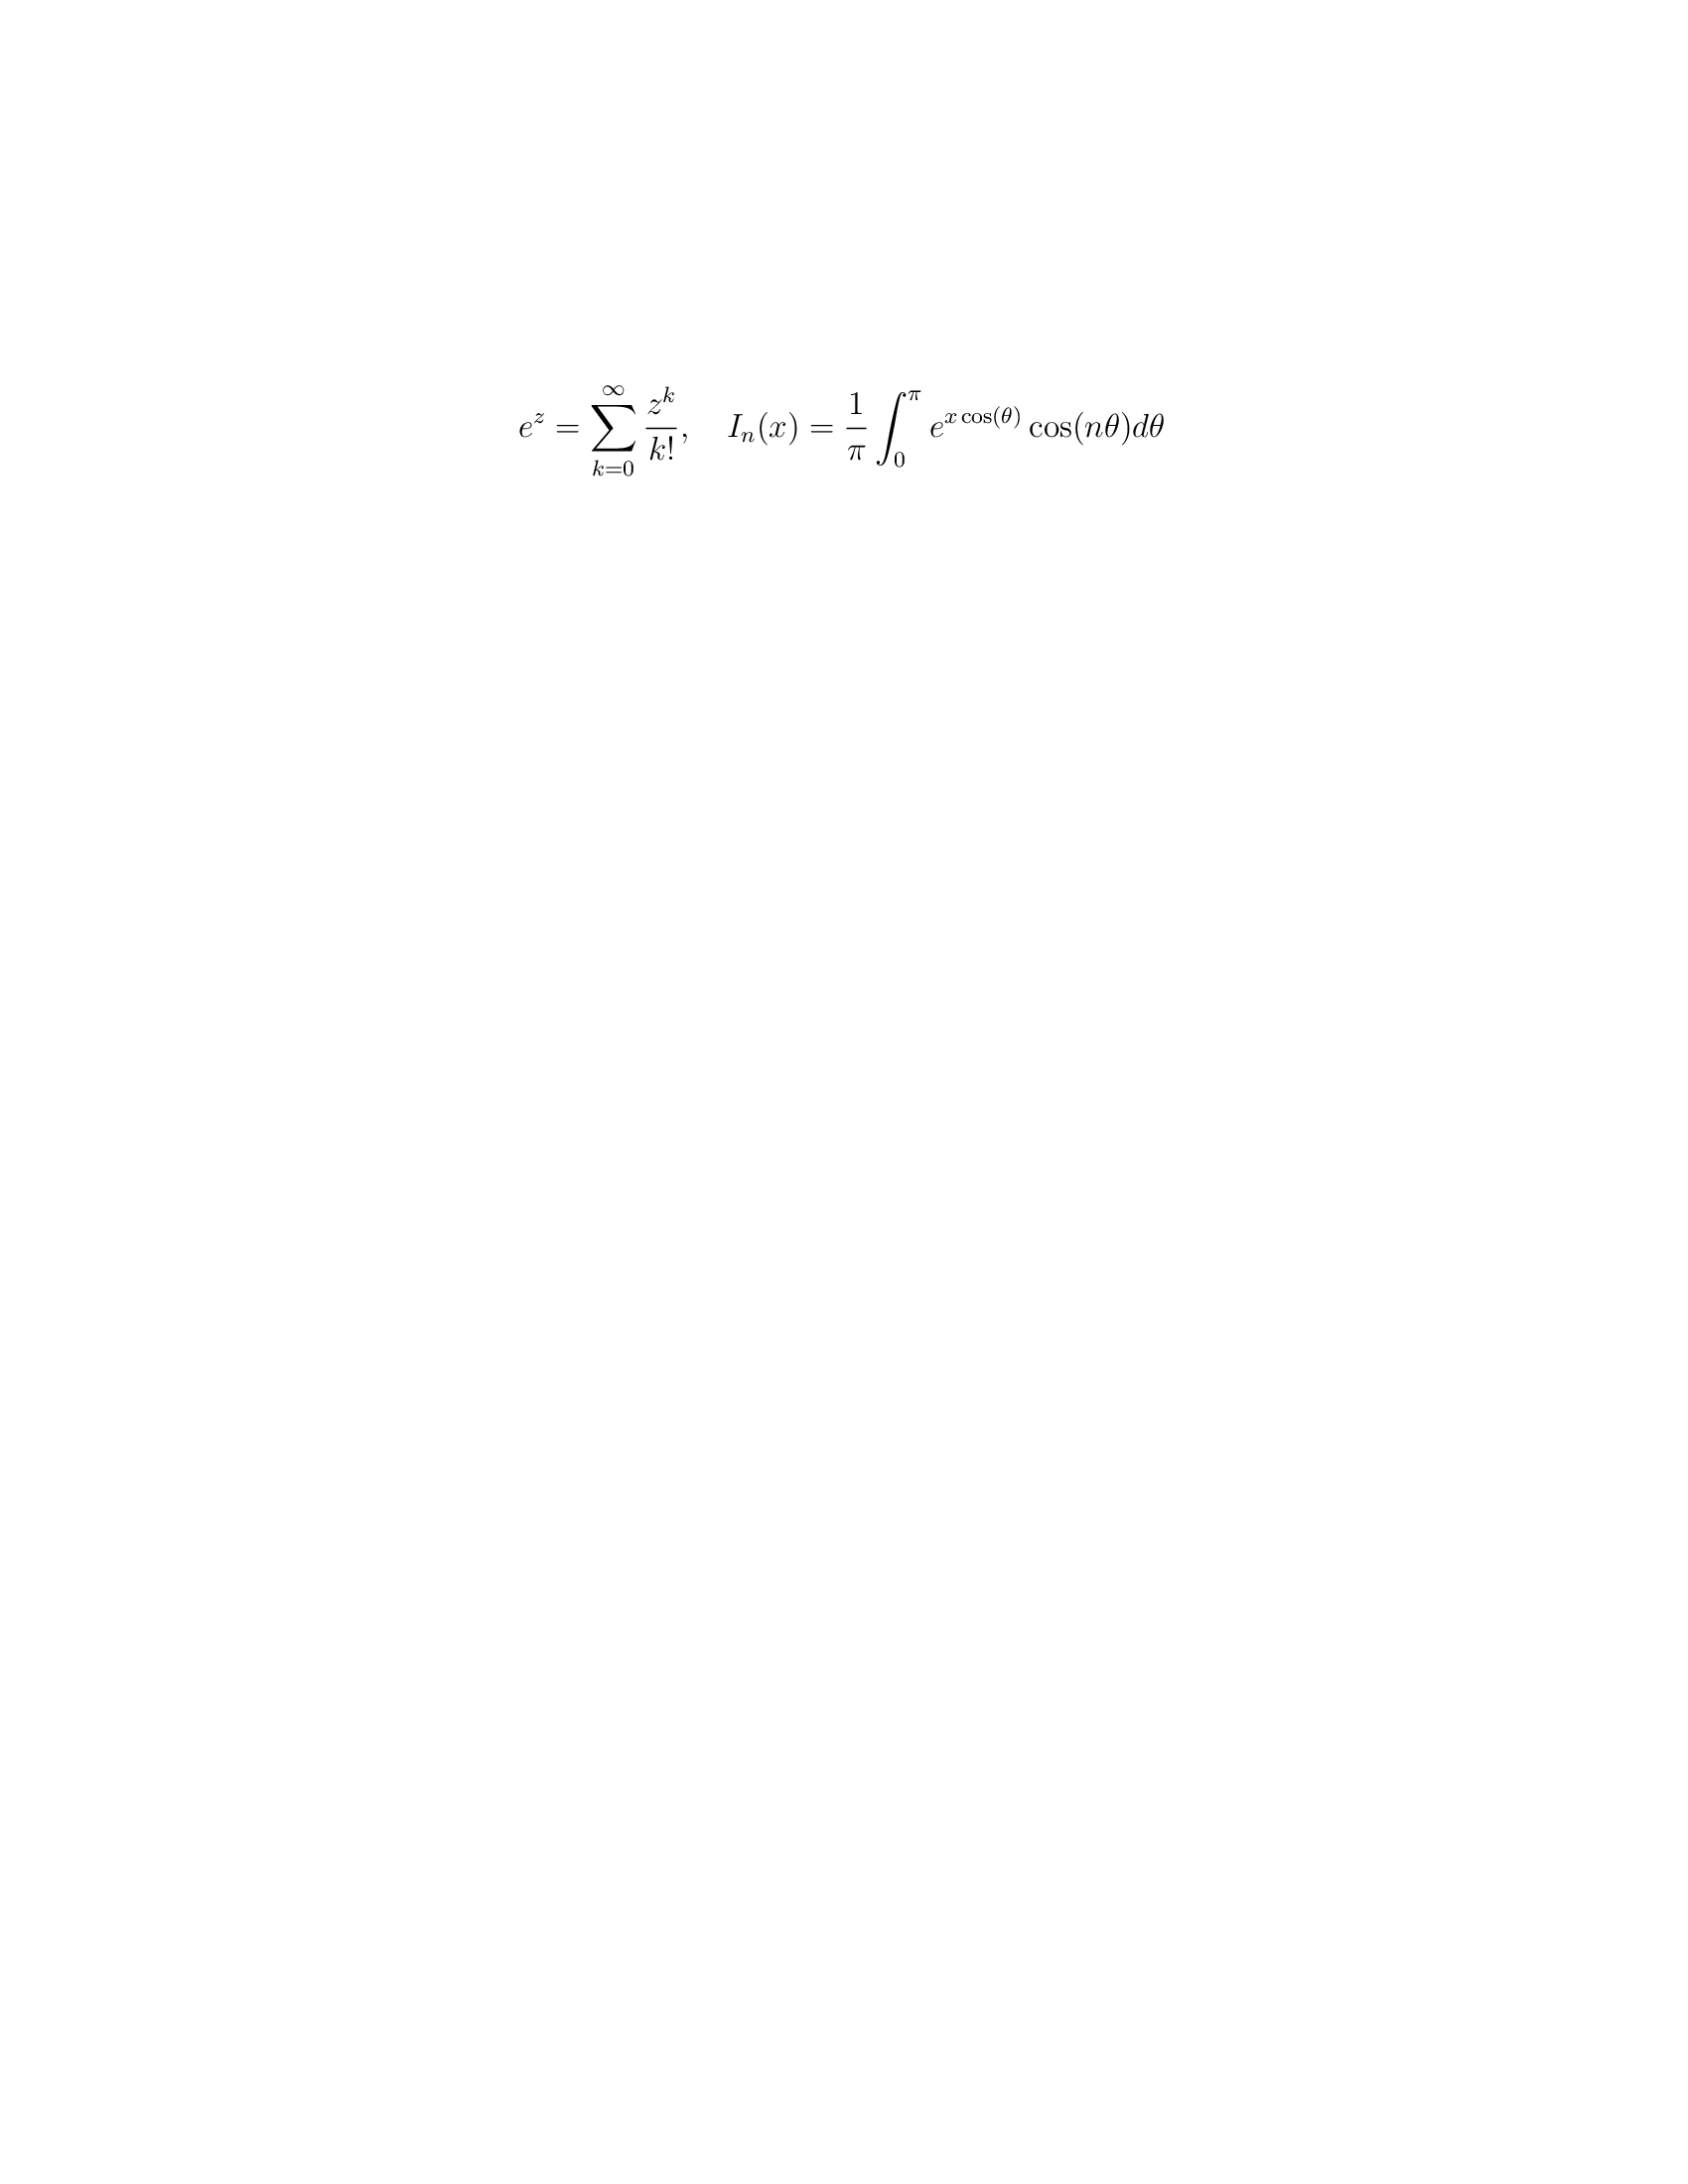 e^z = \sum_{k=0}^{\infty} \frac{z^k}{k!}, \quad I_n(x) = \frac{1}{\pi} \int_0^{\pi} e^{x \cos(\theta)} \cos(n\theta) d\theta